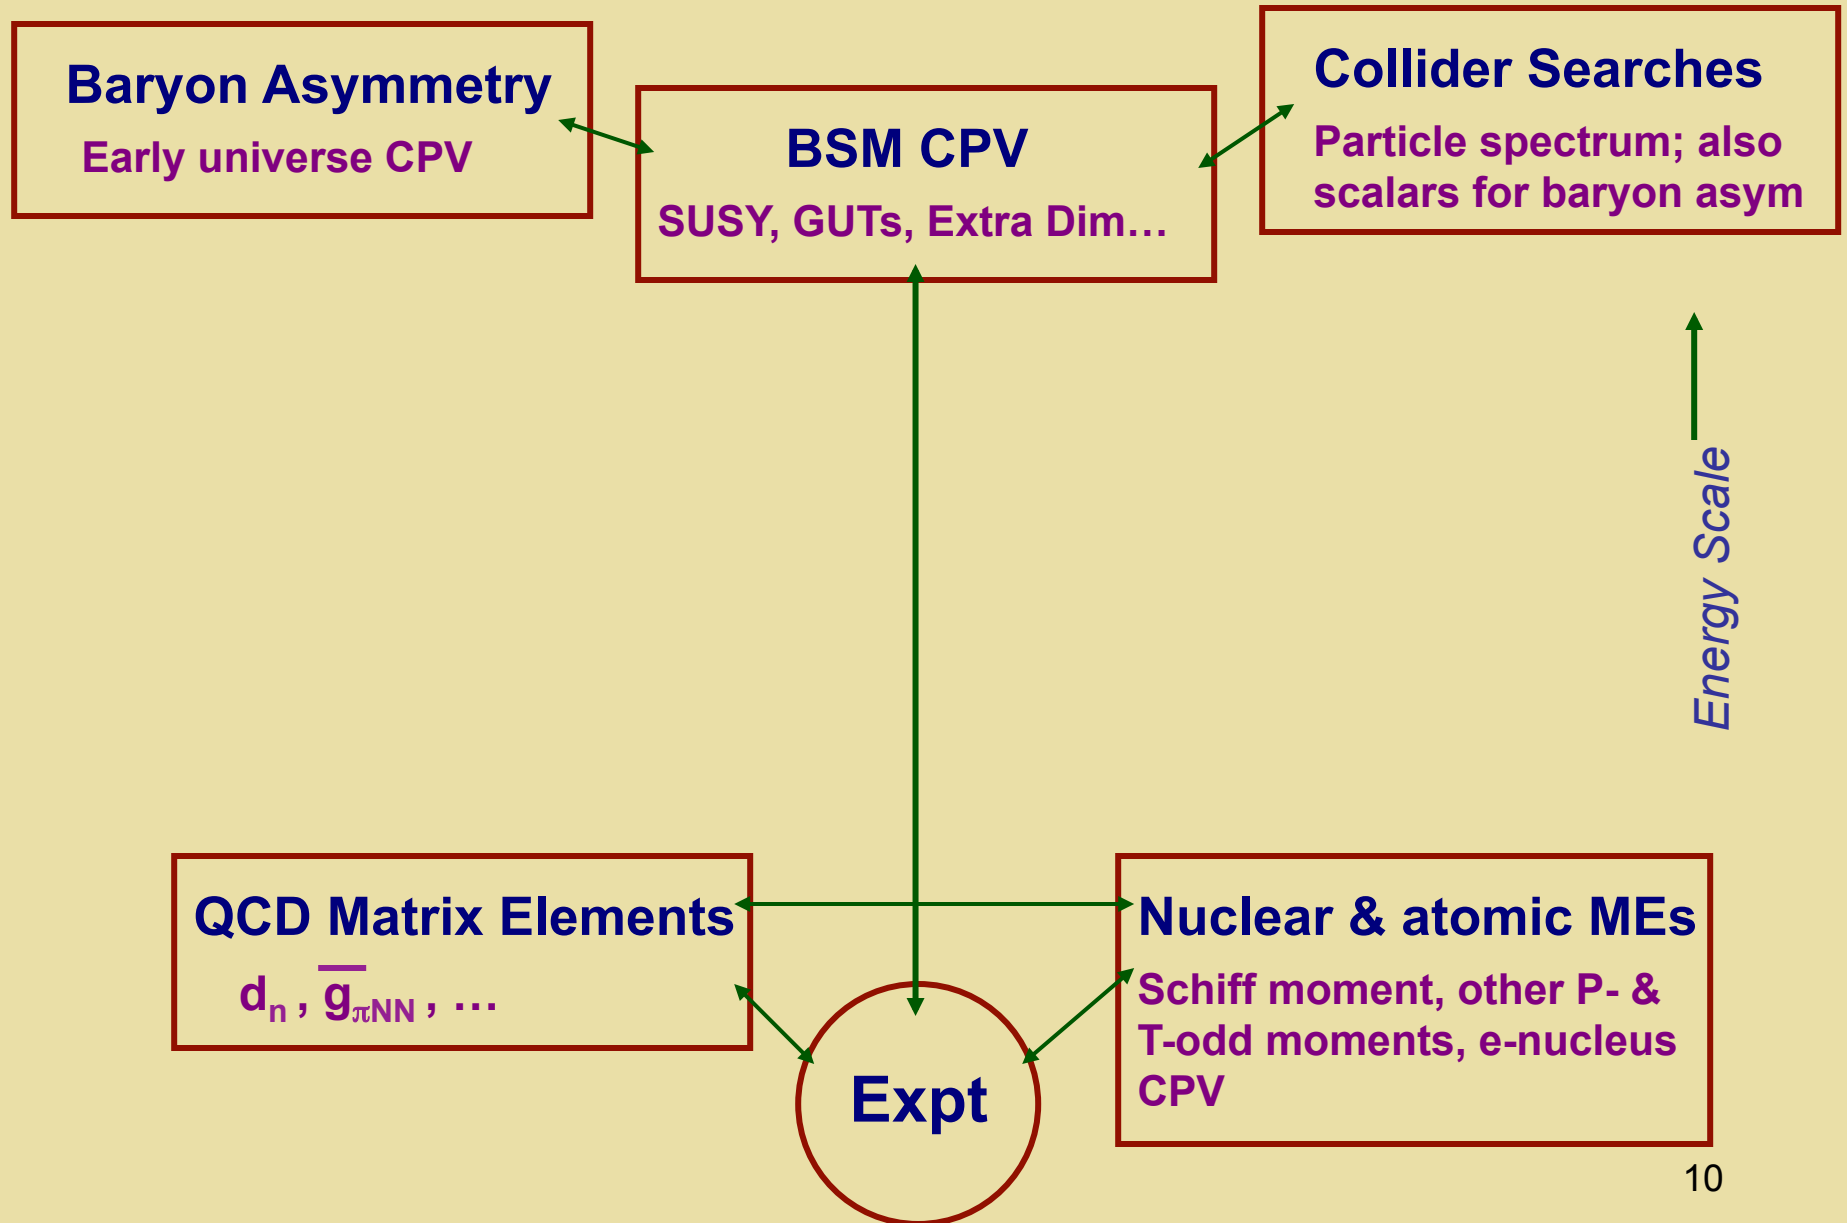 Baryon Asymmetry
Early universe CPV
BSM CPV
SUSY, GUTs, Extra Dim…
Collider Searches
Particle spectrum; also
scalars for baryon asym
Energy Scale
QCD Matrix Elements
dₙ , g̅πNN , …
Nuclear & atomic MEs
Schiff moment, other P- &
T-odd moments, e-nucleus
CPV
Expt
10